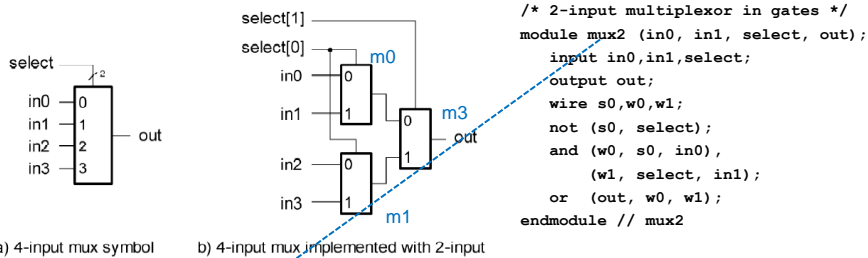 select
2
in0
in1
in2
in3
0
1
2
3
out
a) 4-input mux symbol
select[1]
select[0]
m0
in0
in1
0
1
m3
0
1
out
in2
in3
0
1
m1
b) 4-input mux implemented with 2-input
/* 2-input multiplexor in gates */
module mux2 (in0, in1, select, out);
input in0,in1,select;
output out;
wire s0,w0,w1;
not (s0, select);
and (w0, s0, in0),
(w1, select, in1);
or (out, w0, w1);
endmodule // mux2